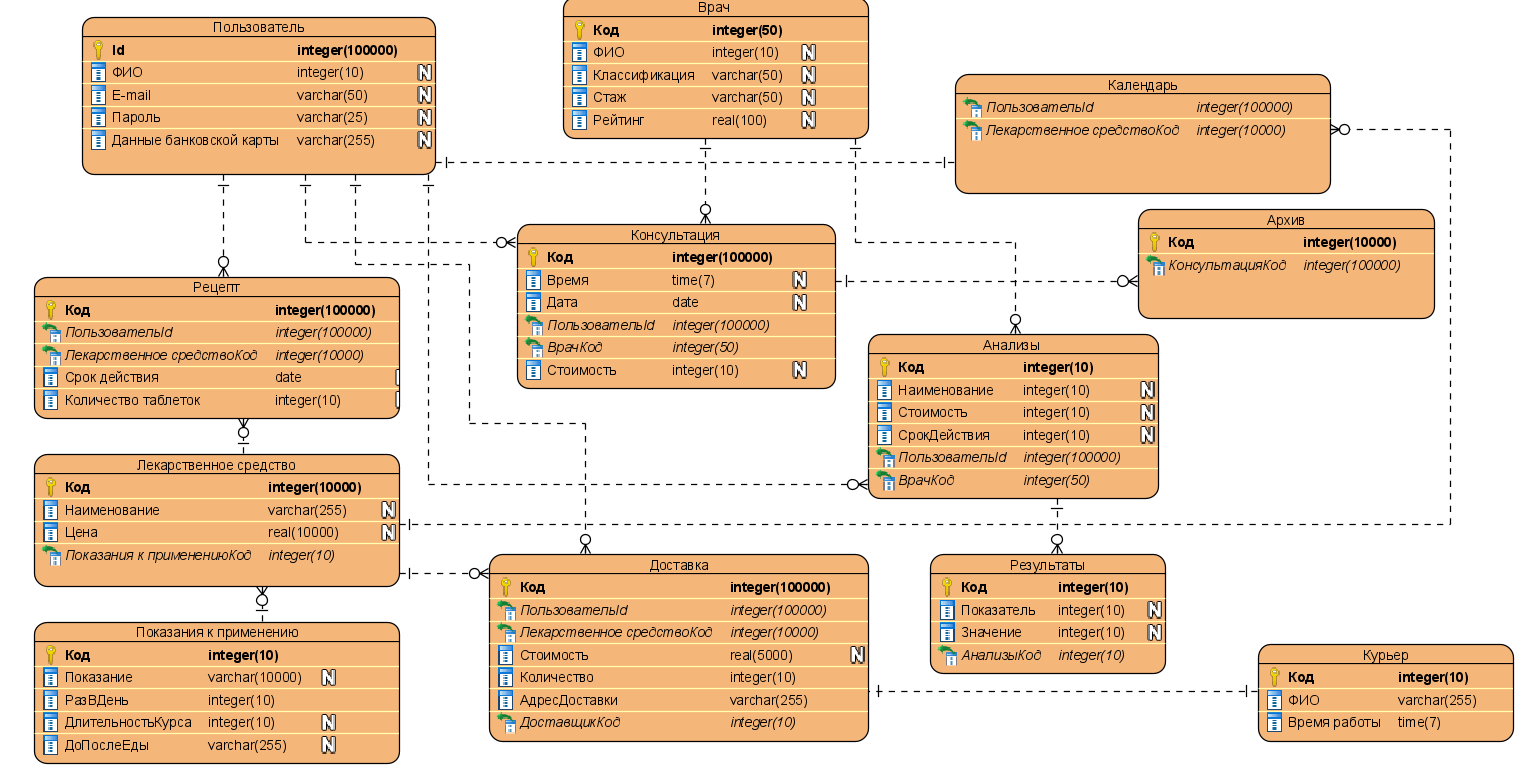 Пользователь
Id integer(100000)
ФИО integer(10) N
E-mail varchar(50) N
Пароль varchar(25) N
Данные банковской карты varchar(255) N
Врач
Код integer(50)
ФИО integer(10) N
Классификация varchar(50) N
Стаж varchar(50) N
Рейтинг real(100) N
Календарь
ПользовательId integer(100000)
Лекарственное средствоКод integer(10000)
Архив
Код integer(10000)
КонсультацияКод integer(100000)
Консультация
Код integer(100000)
Время time(7) N
Дата date N
ПользовательId integer(100000)
ВрачКод integer(50)
Стоимость integer(10) N
Рецепт
Код integer(100000)
ПользовательId integer(100000)
Лекарственное средствоКод integer(10000)
Срок действия date
Количество таблеток integer(10)
Анализы
Код integer(10)
Наименование integer(10) N
Стоимость integer(10) N
СрокДействия integer(10) N
ПользовательId integer(100000)
ВрачКод integer(50)
Лекарственное средство
Код integer(10000)
Наименование varchar(255) N
Цена real(10000) N
Показания к применениюКод integer(10)
Доставка
Код integer(100000)
ПользовательId integer(100000)
Лекарственное средствоКод integer(10000)
Стоимость real(5000) N
Количество integer(10)
АдресДоставки varchar(255)
ДоставщикКод integer(10)
Результаты
Код integer(10)
Показатель integer(10) N
Значение integer(10) N
АнализыКод integer(10)
Показания к применению
Код integer(10)
Показание varchar(10000) N
РазВДень integer(10)
ДлительностьКурса integer(10) N
ДоПослеЕды varchar(255) N
Курьер
Код integer(10)
ФИО varchar(255)
Время работы time(7)